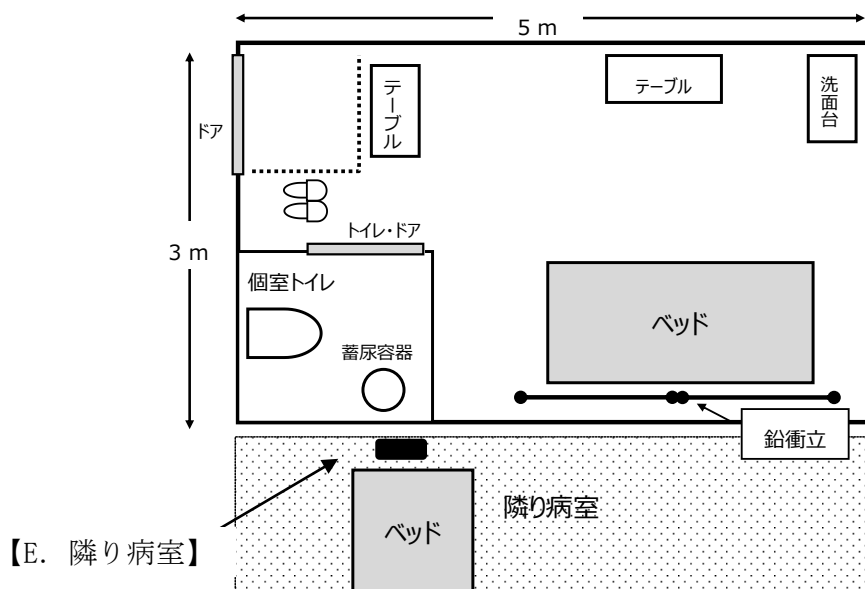 5 m
テーブル
テーブル
洗面台
ドア
トイレ・ドア
3 m
個室トイレ
蓄尿容器
ベッド
鉛衝立
隣り病室
ベッド
【E. 隣り病室】